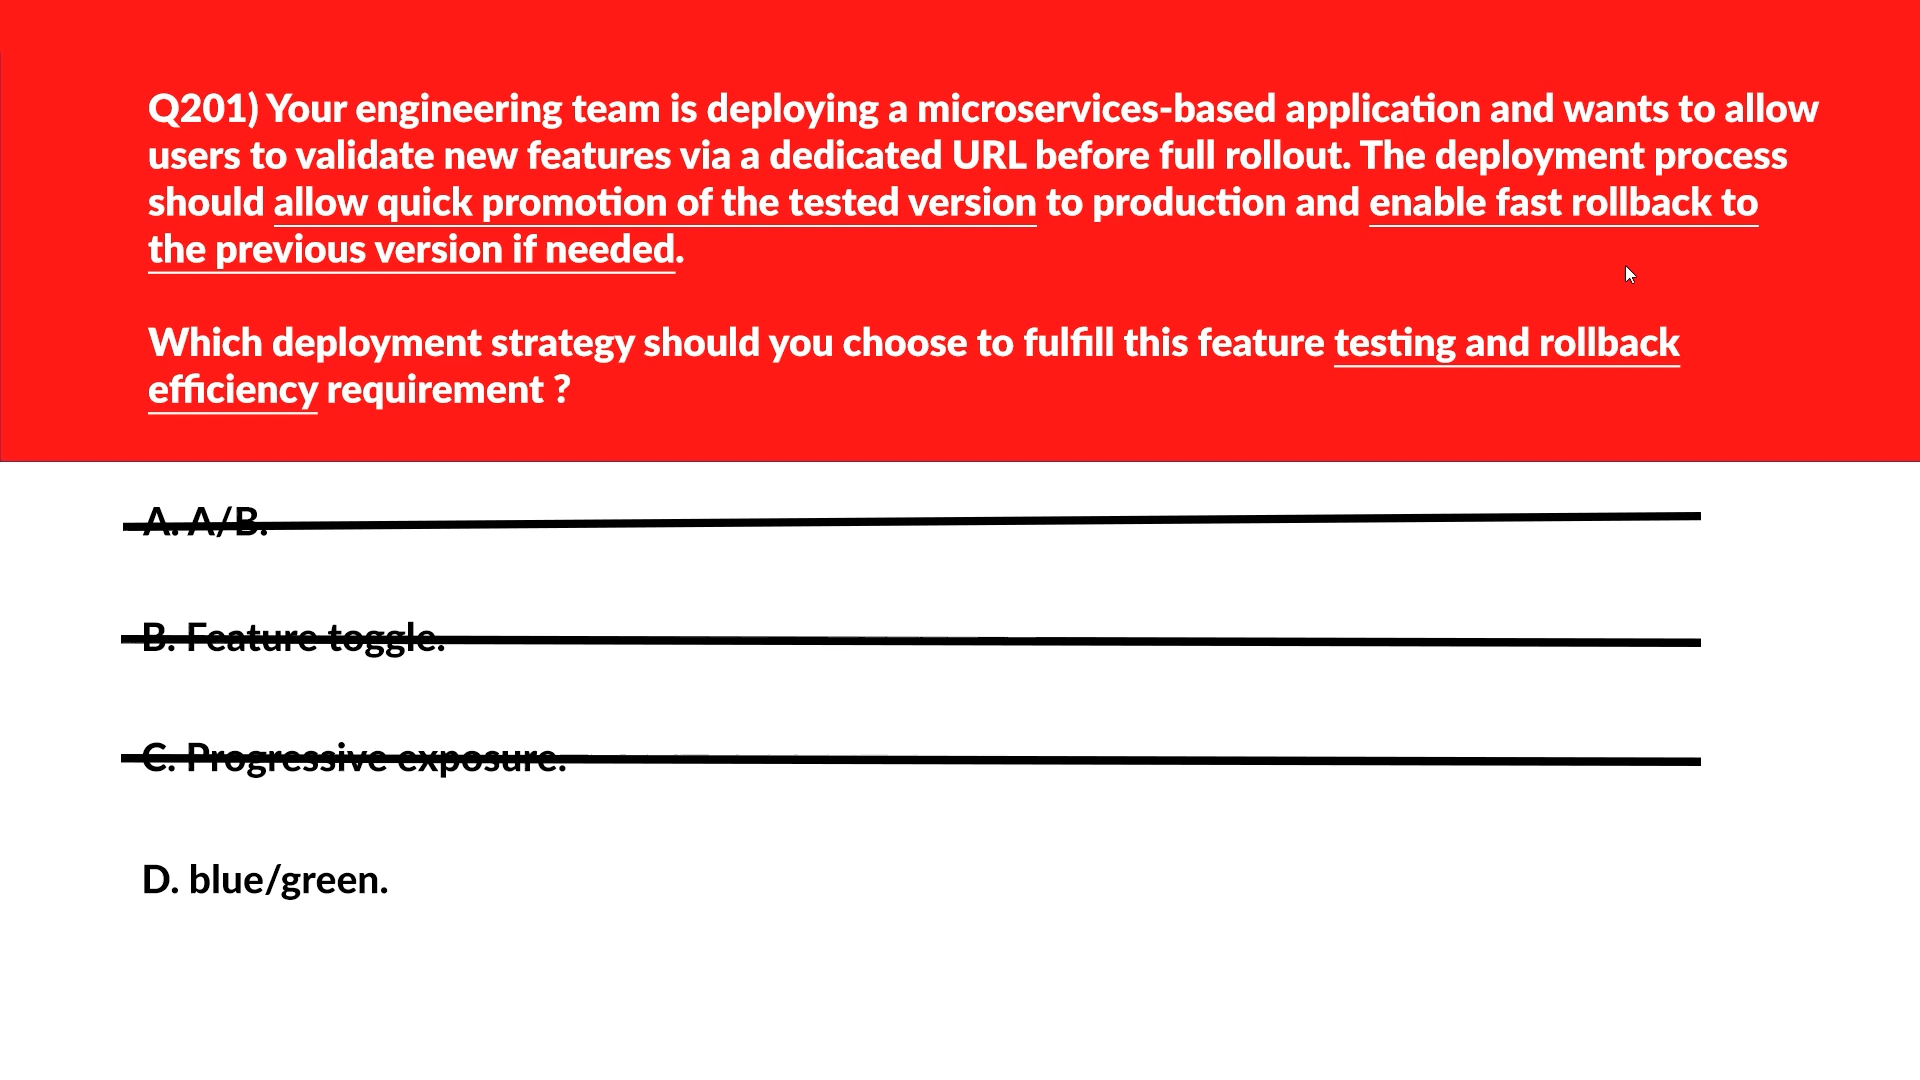 Q201) Your engineering team is deploying a microservices-based application and wants to allow
users to validate new features via a dedicated URL before full rollout. The deployment process
should allow quick promotion of the tested version to production and enable fast rollback to
the previous version if needed.
Which deployment strategy should you choose to fulfill this feature testing and rollback
efficiency requirement ?
A. A/B.
B. Feature toggle.
C. Progressive exposure.
D. blue/green.